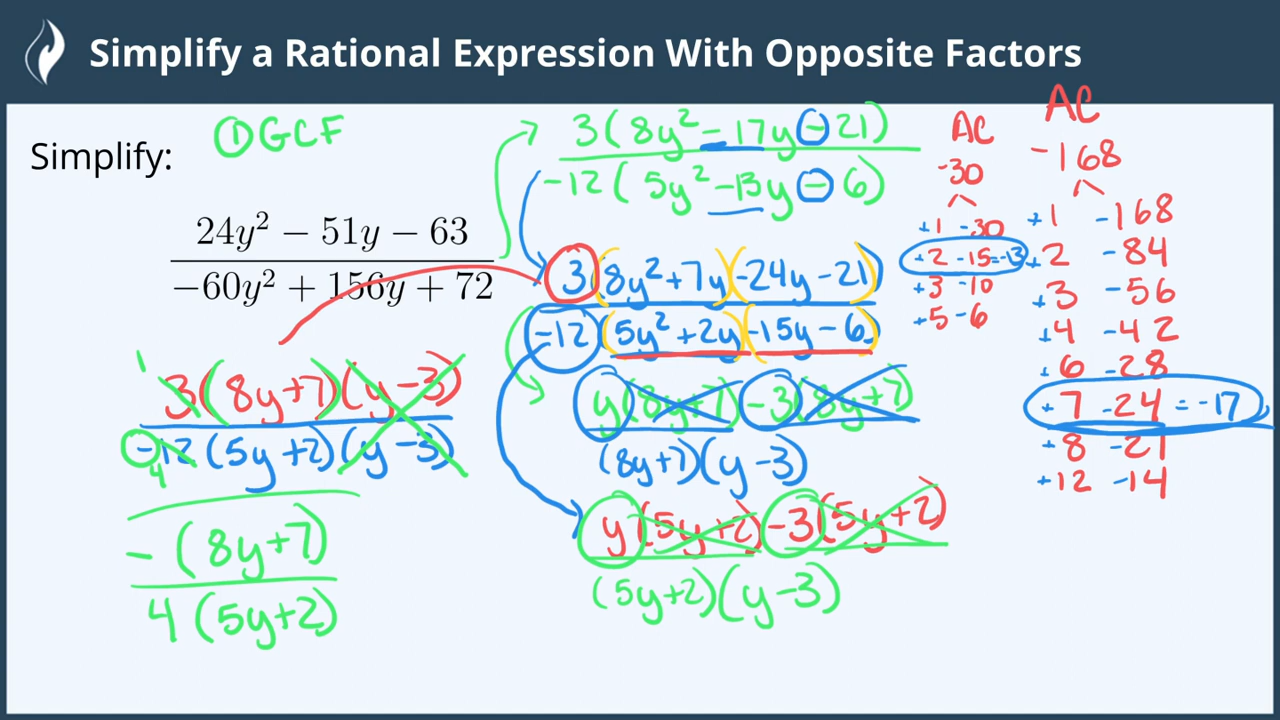 Simplify a Rational Expression With Opposite Factors
Simplify:
① GCF
24y² − 51y − 63
−60y² + 156y + 72
3(8y² − 17y − 21)
−12(5y² − 13y − 6)
3(8y² + 7y)(−24y − 21)
−12(5y² + 2y)(−15y − 6)
y(8y+7) −3(8y+7)
(8y+7)(y−3)
y(5y+2) −3(5y+2)
(5y+2)(y−3)
1
3(8y+7)(y−3)
−12(5y+2)(y−3)
4
−(8y+7)
4(5y+2)
AC
-30
+1 -30
+2 -15=-13
+3 -10
+5 -6
AC
-168
+1 -168
+2 -84
+3 -56
+4 -42
+6 -28
+7 -24 = -17
+8 -21
+12 -14